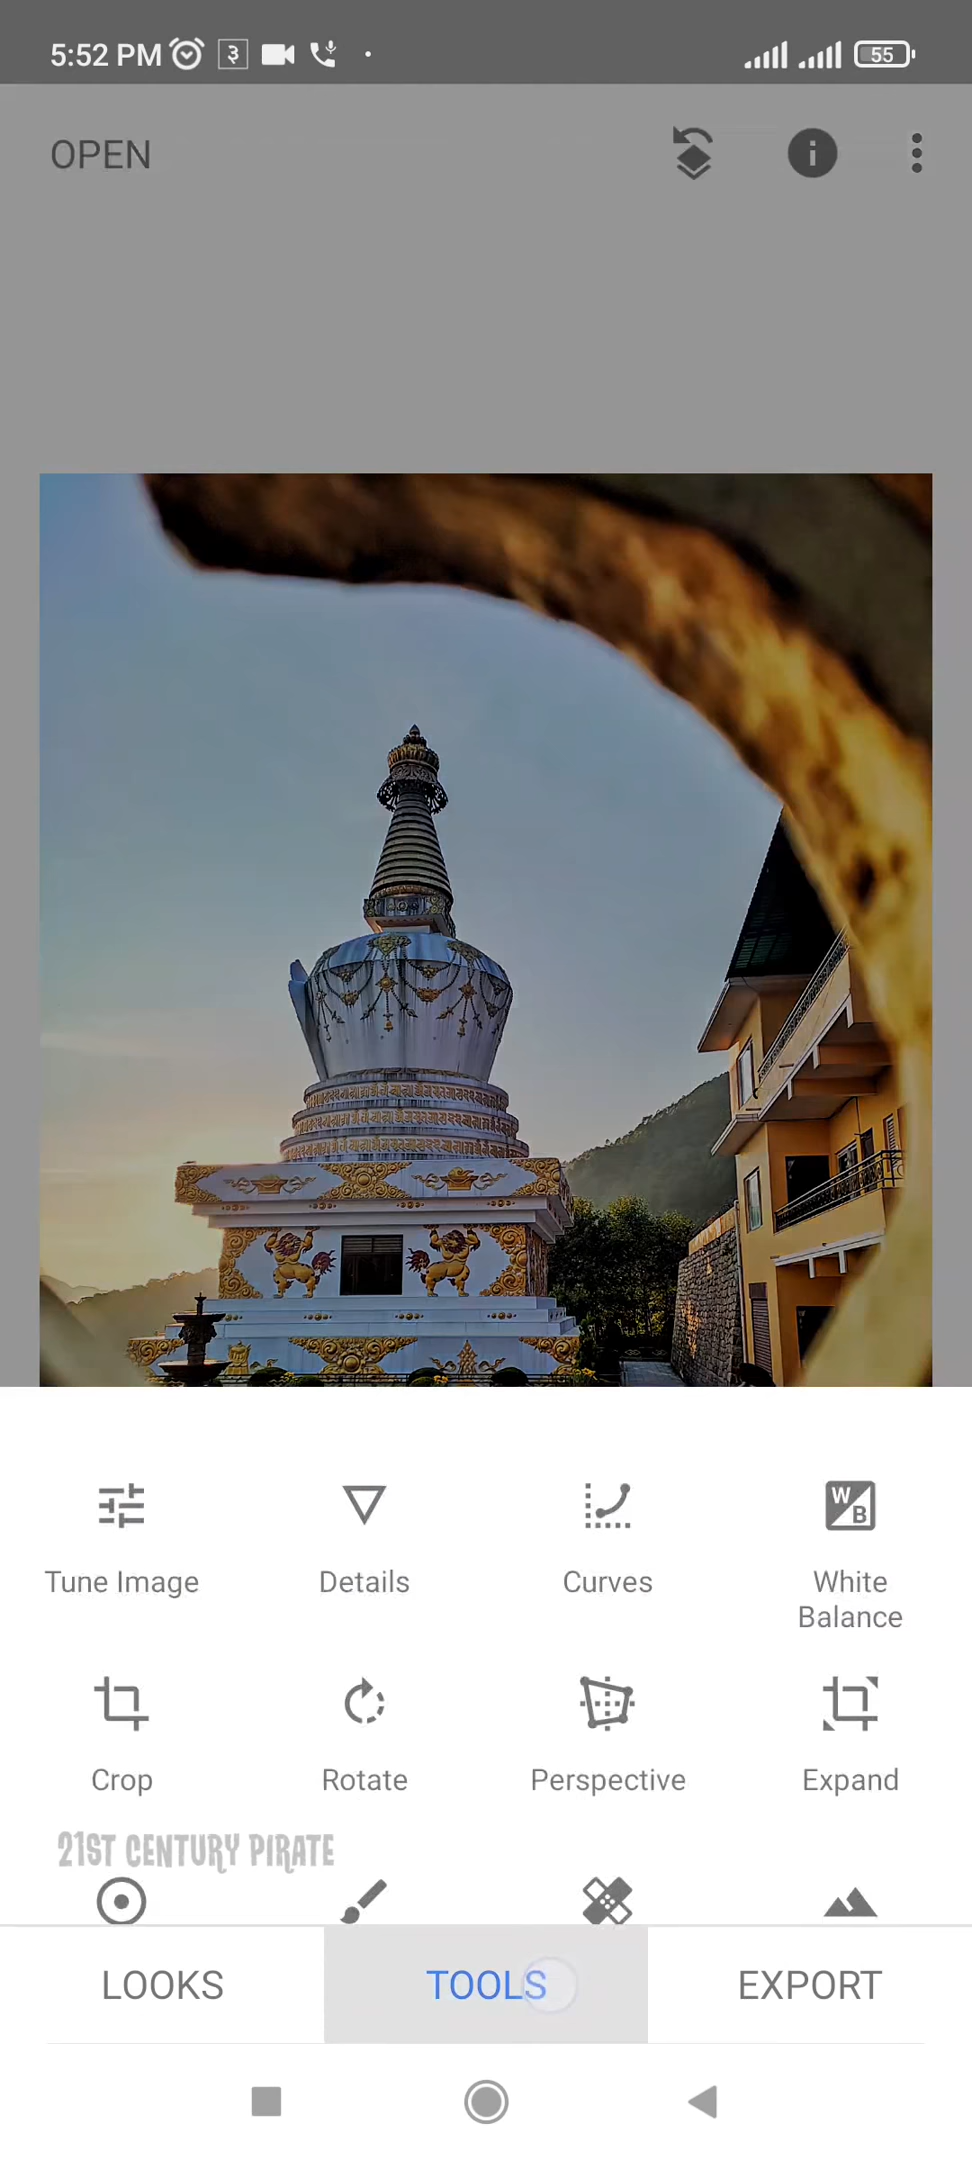 5:52 PM ३ 55
OPEN
Tune Image
Details
Curves
White
Balance
Crop
Rotate
Perspective
Expand
21ST CENTURY PIRATE
LOOKS
TOOLS
EXPORT